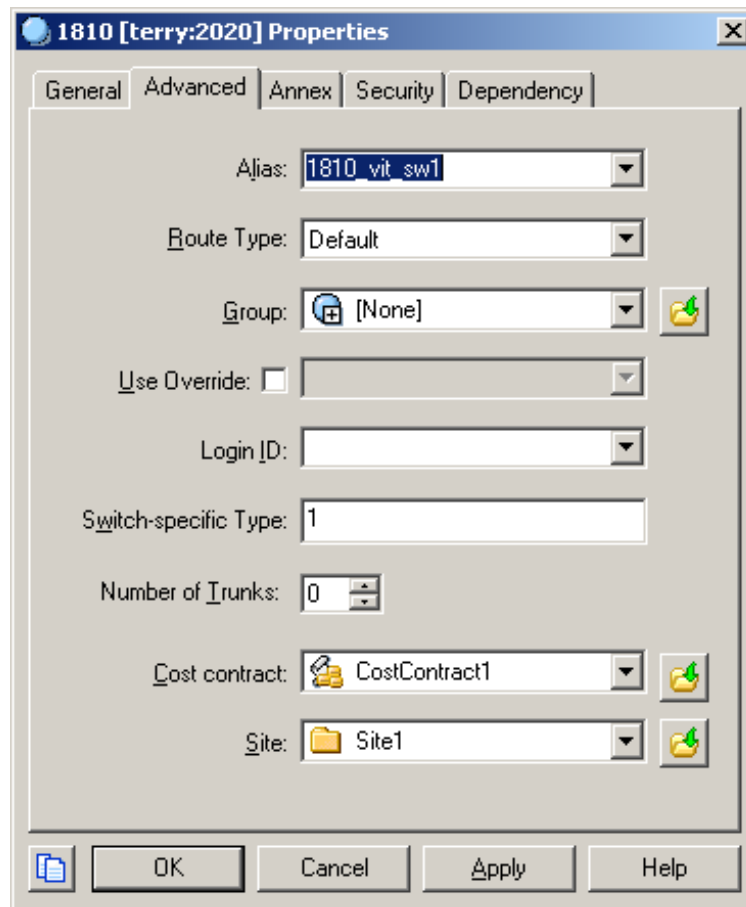 1810 [terry:2020] Properties
General Advanced Annex Security Dependency
Alias: 1810_vit_sw1
Route Type: Default
Group: [None]
Use Override:
Login ID:
Switch-specific Type: 1
Number of Trunks: 0
Cost contract: CostContract1
Site: Site1
OK Cancel Apply Help